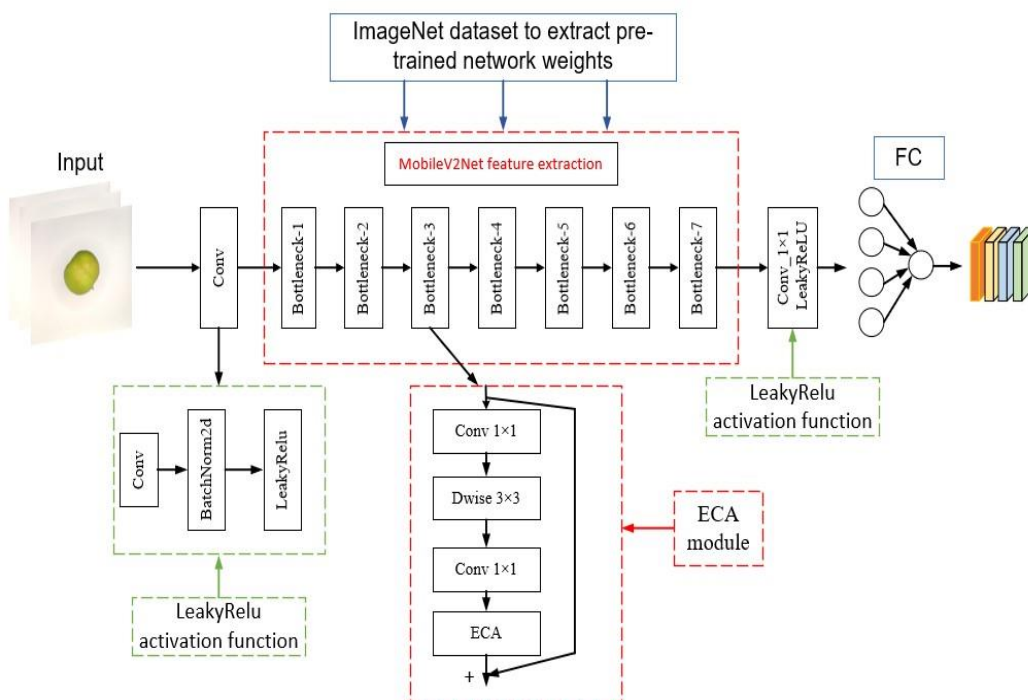 ImageNet dataset to extract pre-
trained network weights
MobileV2Net feature extraction
Input
FC
Conv
Bottleneck-1
Bottleneck-2
Bottleneck-3
Bottleneck-4
Bottleneck-5
Bottleneck-6
Bottleneck-7
Conv_1×1
LeakyReLU
LeakyRelu
activation function
Conv
BatchNorm2d
LeakyRelu
LeakyRelu
activation function
Conv 1×1
Dwise 3×3
Conv 1×1
ECA
+
ECA
module